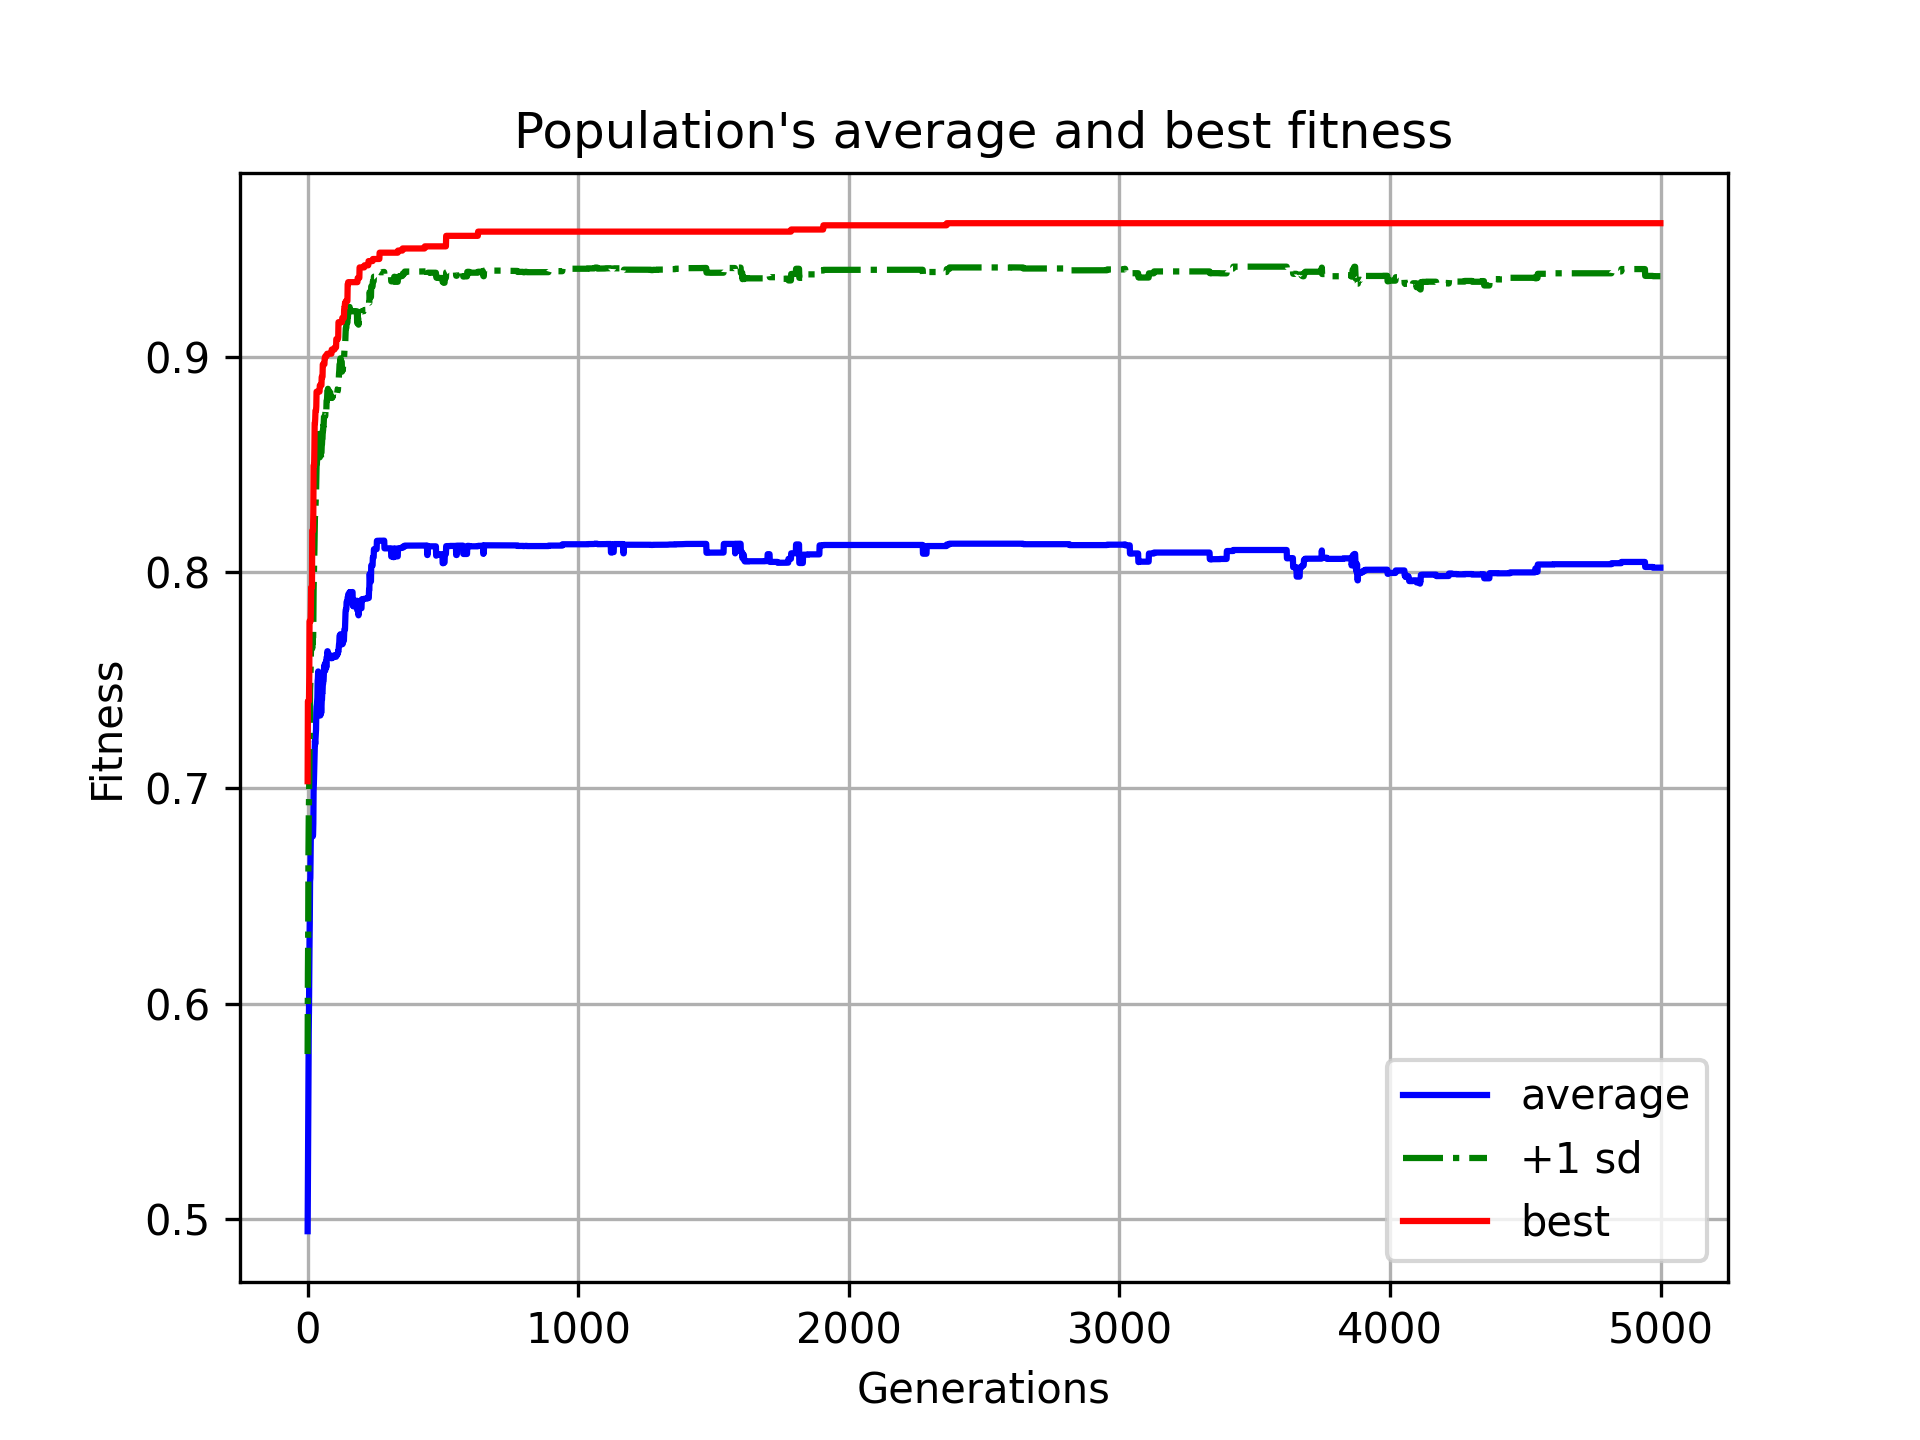 Population's average and best fitness
Fitness
0.9
0.8
0.7
0.6
0.5
0 1000 2000 3000 4000 5000
Generations
average
+1 sd
best